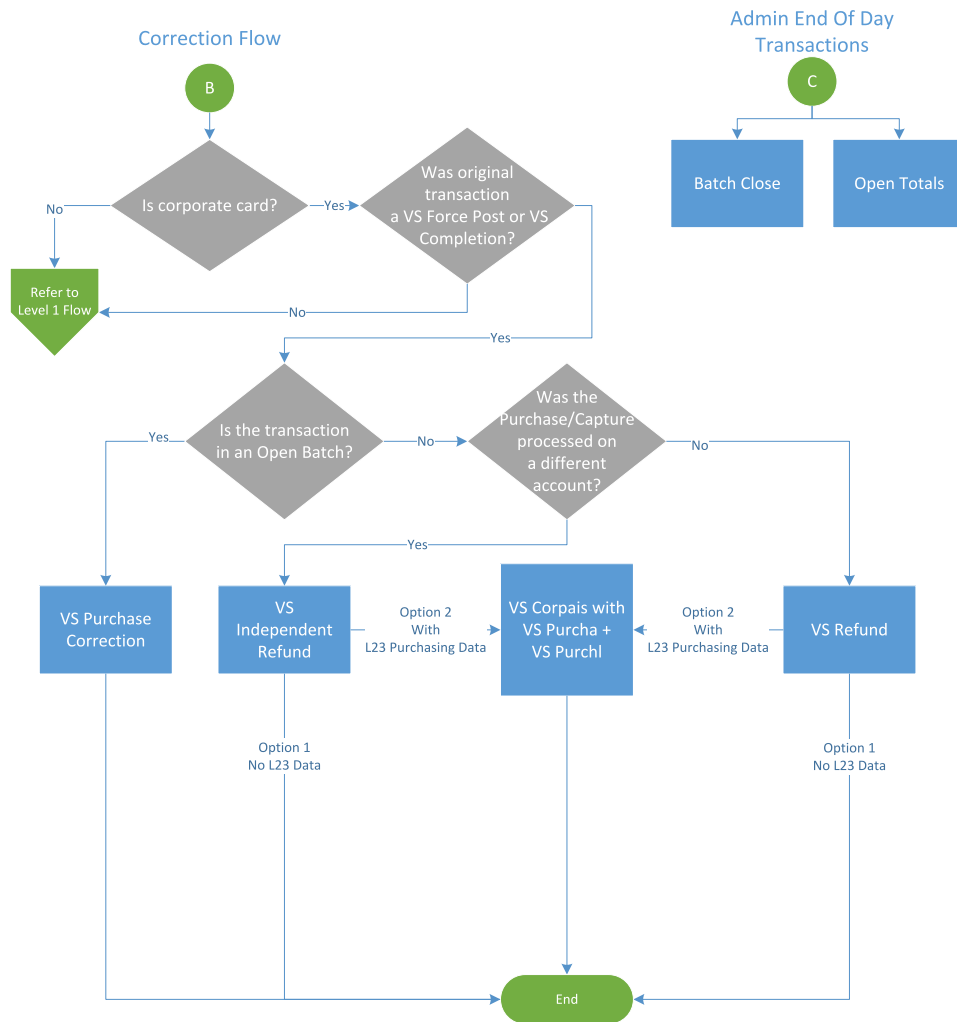 Correction Flow
Admin End Of Day
Transactions
B
C
Is corporate card?
Yes
No
Was original
transaction
a VS Force Post or VS
Completion?
Batch Close
Open Totals
Refer to
Level 1 Flow
No
Yes
Is the transaction
in an Open Batch?
Yes
No
Was the
Purchase/Capture
processed on
a different
account?
No
Yes
VS Purchase
Correction
VS
Independent
Refund
Option 2
With
L23 Purchasing Data
VS Corpais with
VS Purcha +
VS Purchl
Option 2
With
L23 Purchasing Data
VS Refund
Option 1
No L23 Data
Option 1
No L23 Data
End